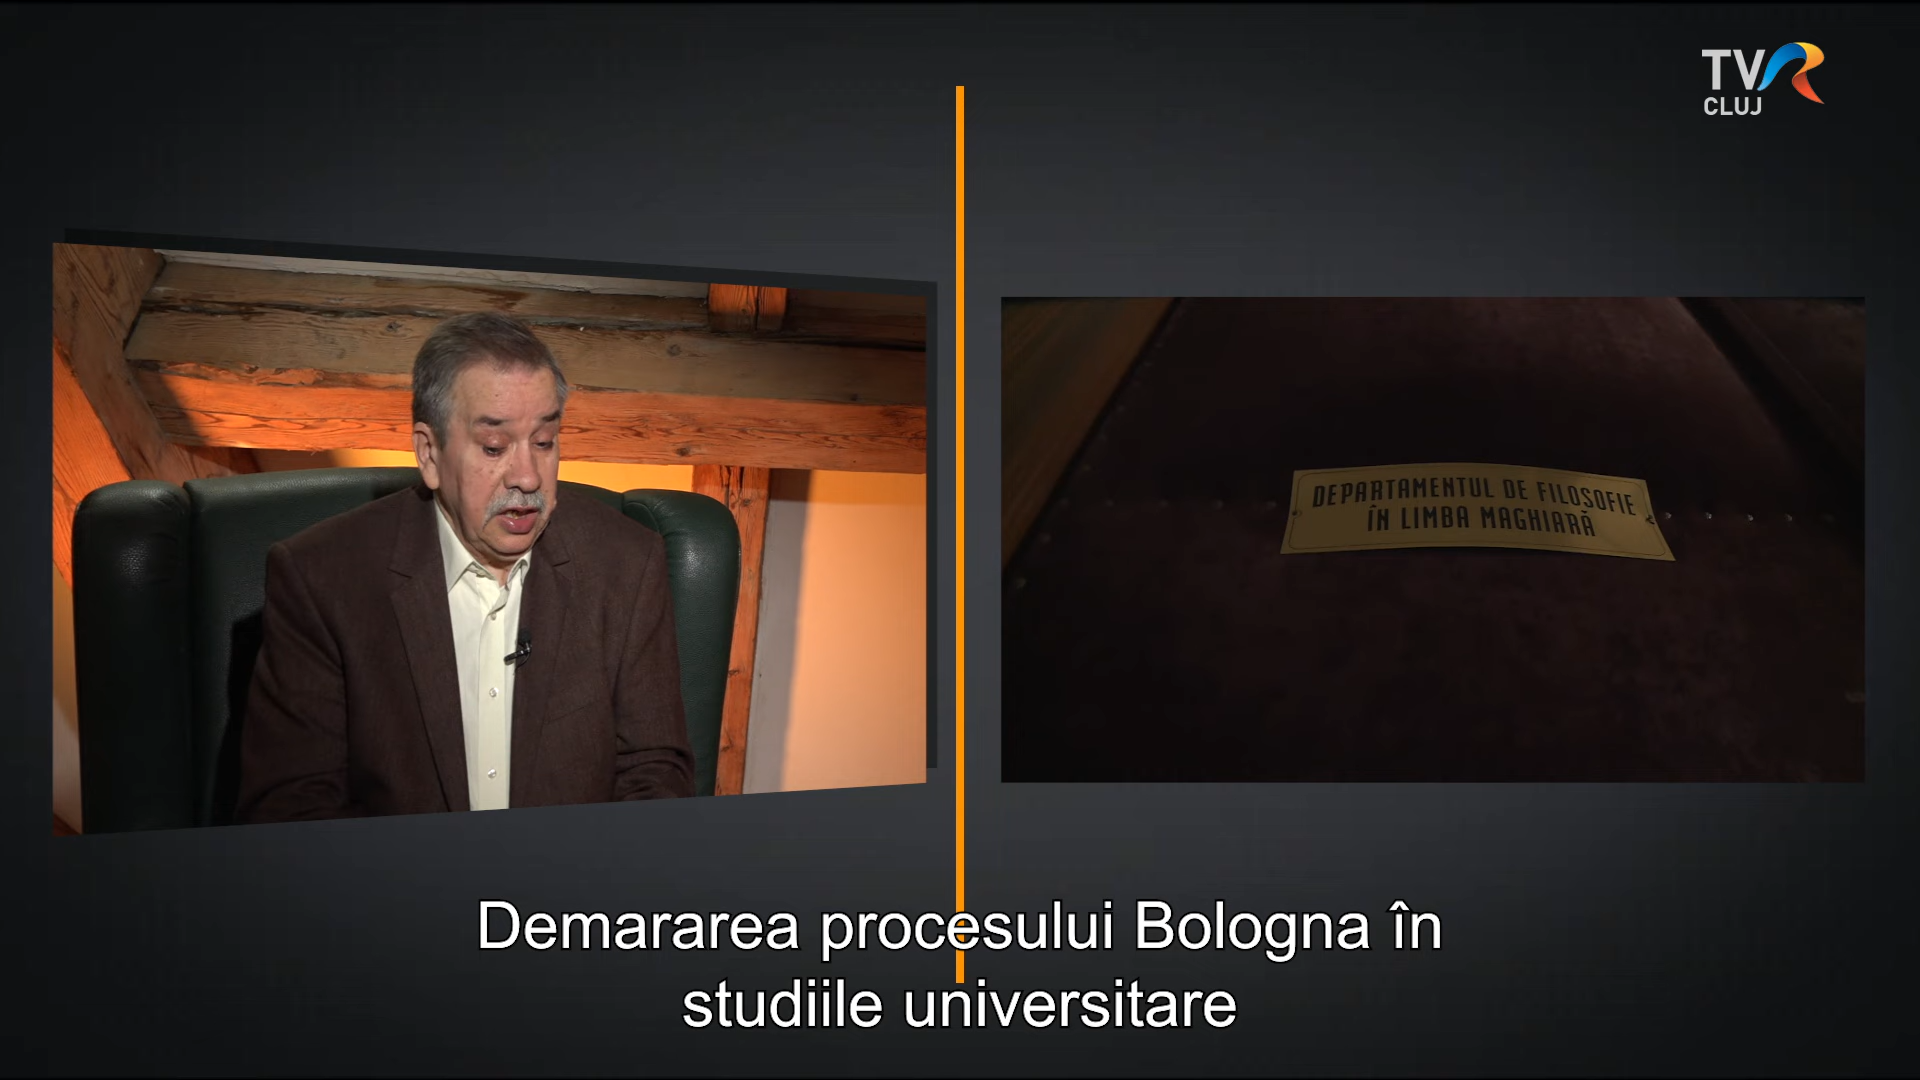 TVR
CLUJ
DEPARTAMENTUL DE FILOSOFIE
ÎN LIMBA MAGHIARĂ
Demararea procesului Bologna în
studiile universitare